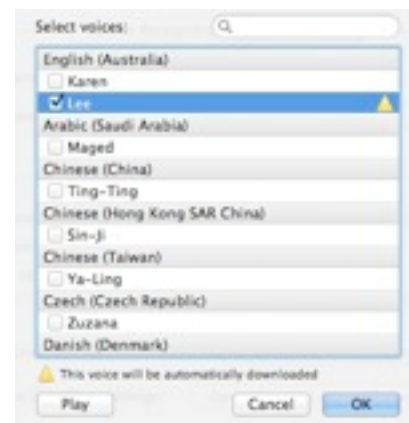 Select voices:
English (Australia)
Karen
Lee
Arabic (Saudi Arabia)
Maged
Chinese (China)
Ting-Ting
Chinese (Hong Kong SAR China)
Sin-Ji
Chinese (Taiwan)
Ya-Ling
Czech (Czech Republic)
Zuzana
Danish (Denmark)
This voice will be automatically downloaded
Play Cancel OK